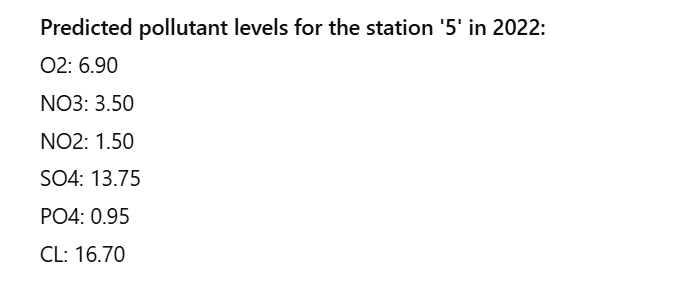 Predicted pollutant levels for the station '5' in 2022:
O2: 6.90
NO3: 3.50
NO2: 1.50
SO4: 13.75
PO4: 0.95
CL: 16.70